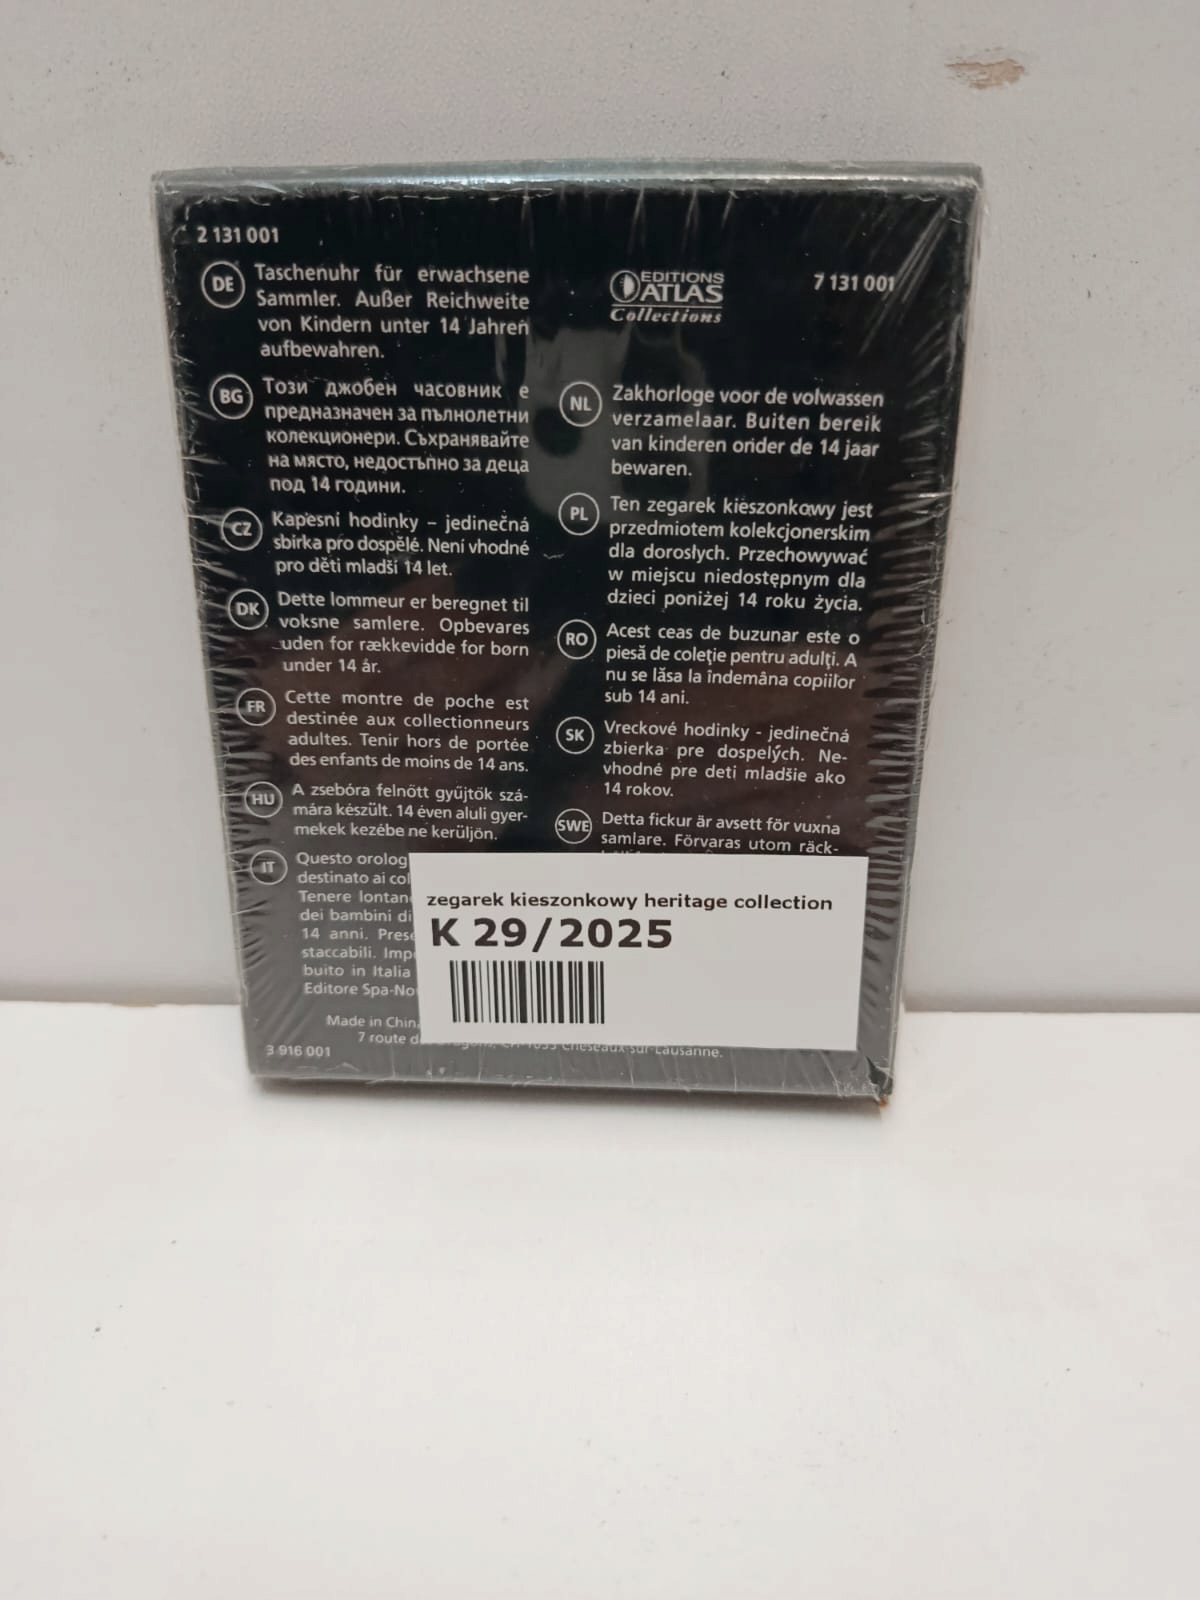 2 131 001
DE
Taschenuhr für erwachsene
Sammler. Außer Reichweite
von Kindern unter 14 Jahren
aufbewahren.
BG
Този джобен часовник е
предназначен за пълнолетни
колекционери. Съхранявайте
на място, недостъпно за деца
под 14 години.
CZ
Kapesní hodinky – jedinečná
sbírka pro dospělé. Není vhodné
pro děti mladší 14 let.
DK
Dette lommeur er beregnet til
voksne samlere. Opbevares
uden for rækkevidde for børn
under 14 år.
FR
Cette montre de poche est
destinée aux collectionneurs
adultes. Tenir hors de portée
des enfants de moins de 14 ans.
HU
A zsebóra felnőtt gyűjtők szá-
mára készült. 14 éven aluli gyer-
mekek kezébe ne kerüljön.
IT
Questo orolog
destinato ai col
Tenere lontan
dei bambini di
14 anni. Prese
staccabili. Imp
buito in Italia
Editore Spa-No
Made in China
7 route d
Cheseaux-sur-Lausanne.
3 916 001
EDITIONS
ATLAS
Collections
7 131 001
NL
Zakhorloge voor de volwassen
verzamelaar. Buiten bereik
van kinderen onder de 14 jaar
bewaren.
PL
Ten zegarek kieszonkowy jest
przedmiotem kolekcjonerskim
dla dorosłych. Przechowywać
w miejscu niedostępnym dla
dzieci poniżej 14 roku życia.
RO
Acest ceas de buzunar este o
piesă de coleție pentru adulți. A
nu se lăsa la îndemâna copiilor
sub 14 ani.
SK
Vreckové hodinky - jedinečná
zbierka pre dospelých. Ne-
vhodné pre deti mladšie ako
14 rokov.
SWE
Detta fickur är avsett för vuxna
samlare. Förvaras utom räck-
zegarek kieszonkowy heritage collection
K 29/2025